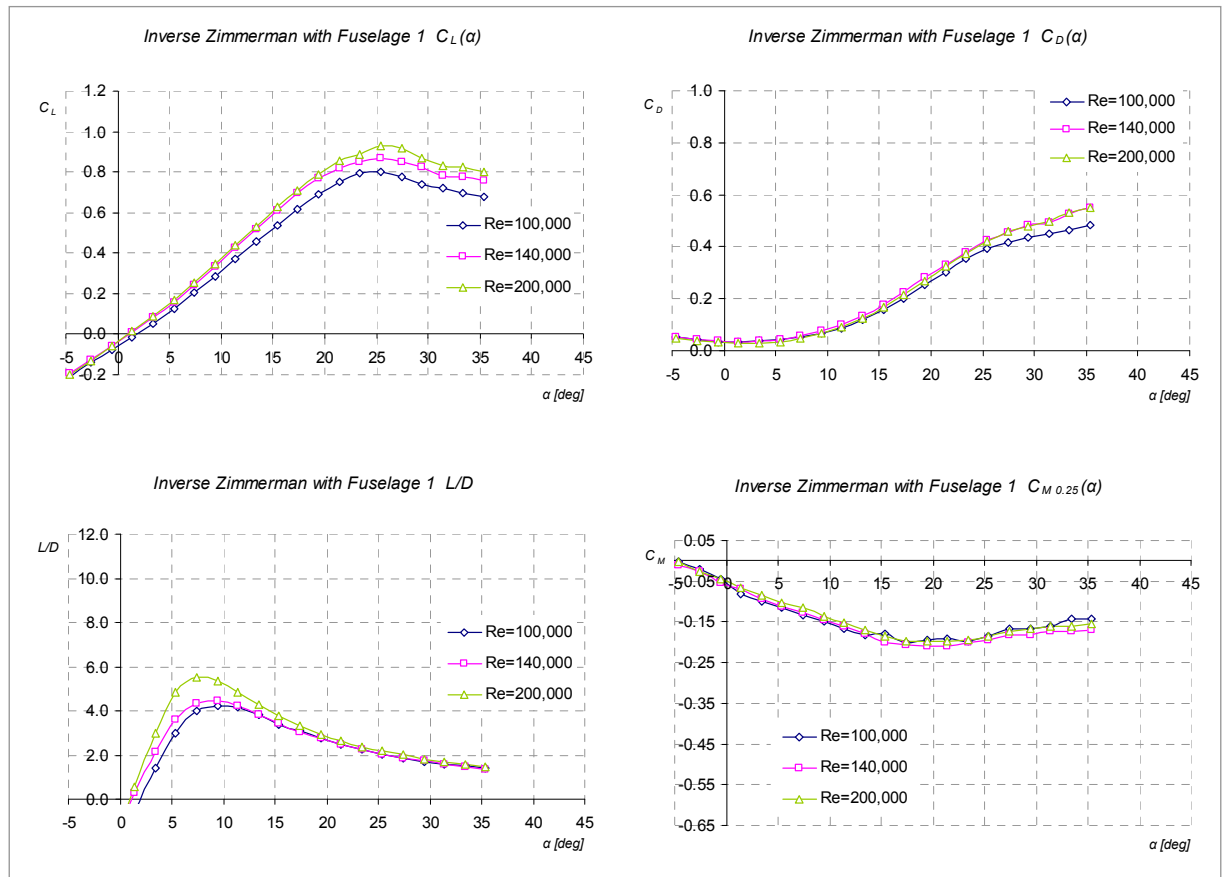 Inverse Zimmerman with Fuselage 1 C L (α)
C L
1.2
1.0
0.8
0.6
0.4
0.2
0.0
-0.2
-5 0 5 10 15 20 25 30 35 40 45
α [deg]
Re=100,000
Re=140,000
Re=200,000
Inverse Zimmerman with Fuselage 1 C D (α)
C D
1.0
0.8
0.6
0.4
0.2
0.0
-5 0 5 10 15 20 25 30 35 40 45
α [deg]
Re=100,000
Re=140,000
Re=200,000
Inverse Zimmerman with Fuselage 1 L/D
L/D
12.0
10.0
8.0
6.0
4.0
2.0
0.0
-5 0 5 10 15 20 25 30 35 40 45
α [deg]
Re=100,000
Re=140,000
Re=200,000
Inverse Zimmerman with Fuselage 1 C M 0.25 (α)
C M
0.05
-0.05
-0.15
-0.25
-0.35
-0.45
-0.55
-0.65
-5 0 5 10 15 20 25 30 35 40 45
α [deg]
Re=100,000
Re=140,000
Re=200,000